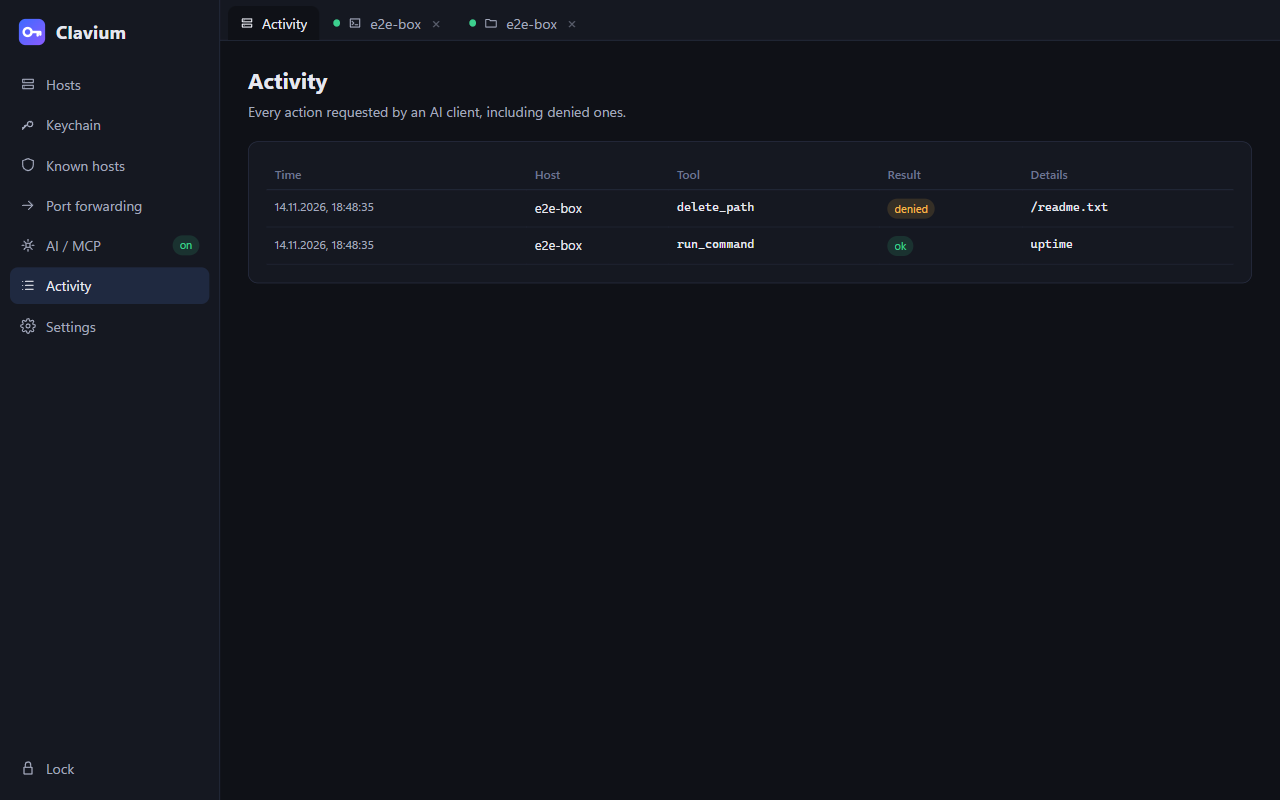 Clavium
Hosts
Keychain
Known hosts
Port forwarding
AI / MCP on
Activity
Settings
Lock
Activity e2e-box × e2e-box ×
Activity
Every action requested by an AI client, including denied ones.
Time Host Tool Result Details
14.11.2026, 18:48:35 e2e-box delete_path denied /readme.txt
14.11.2026, 18:48:35 e2e-box run_command ok uptime